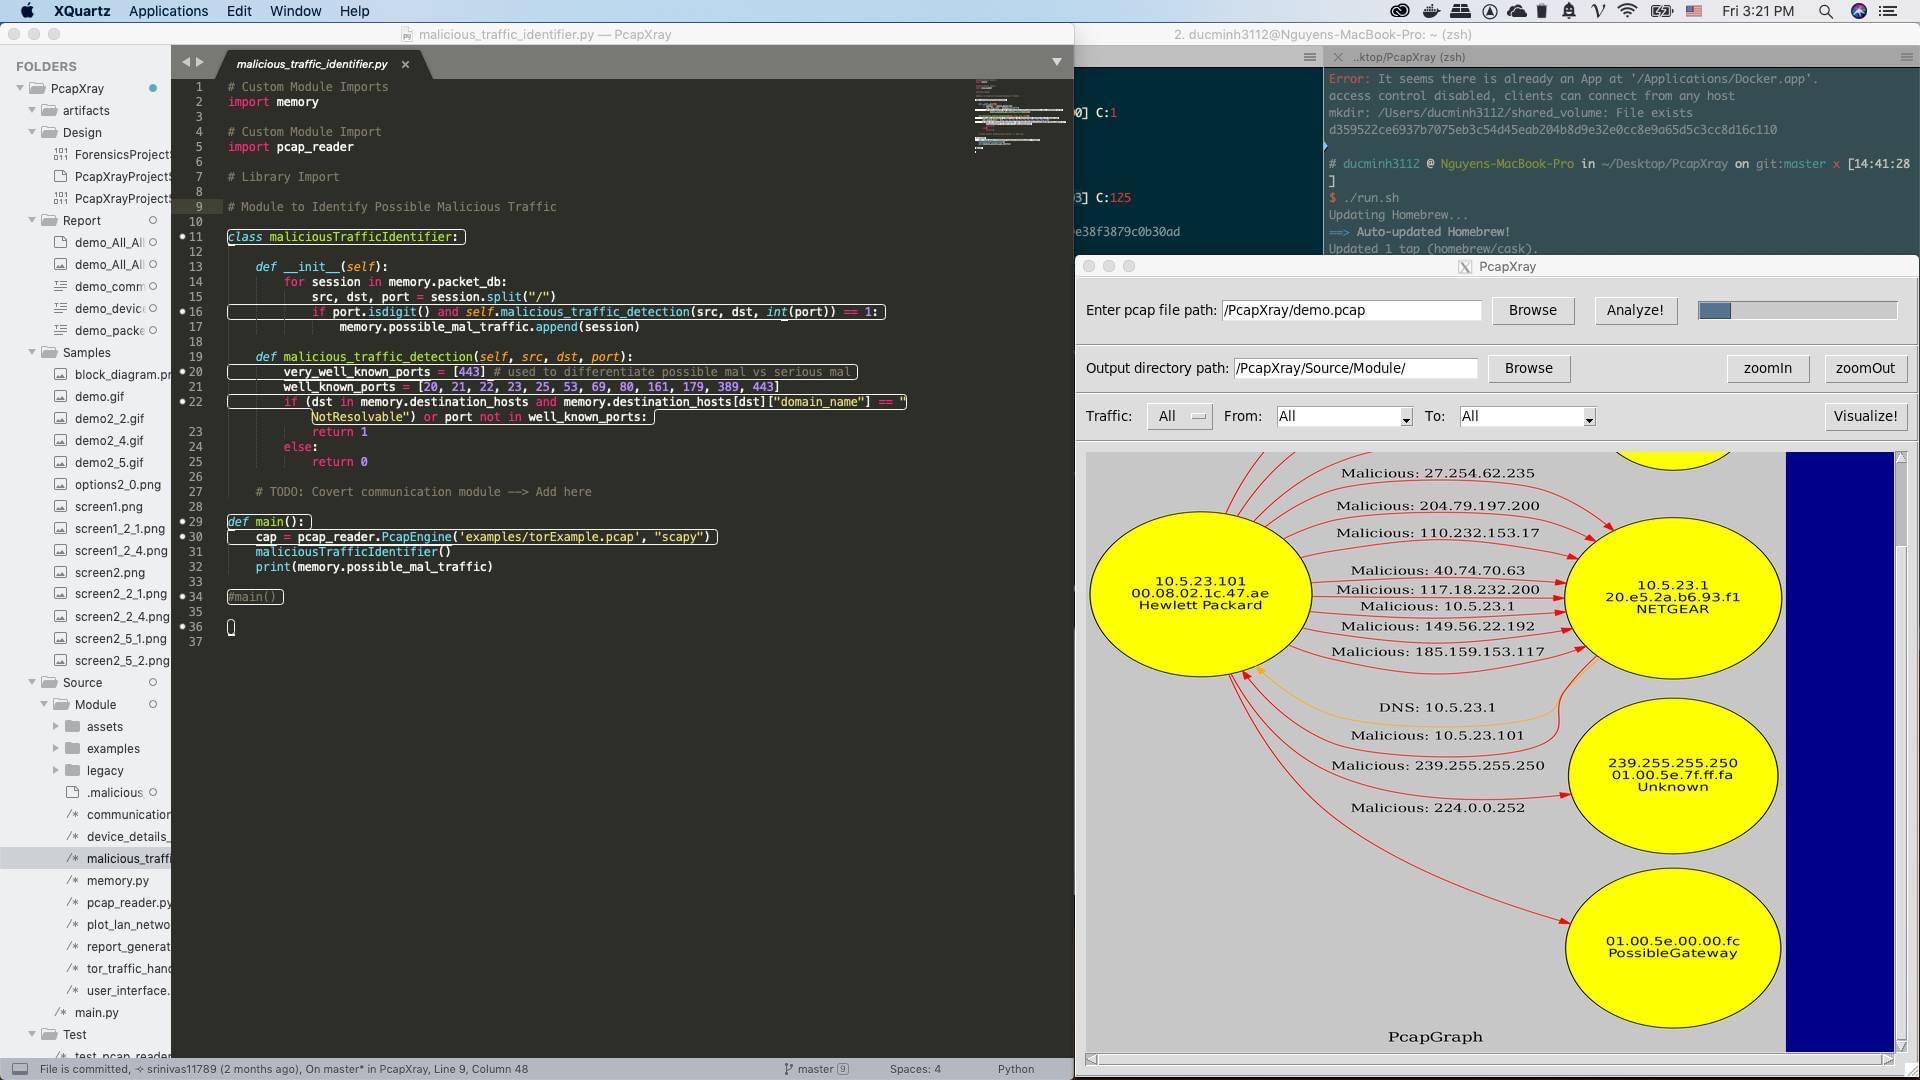 XQuartz Applications Edit Window Help
Fri 3:21 PM
malicious_traffic_identifier.py — PcapXray
FOLDERS
PcapXray
artifacts
Design
ForensicsProjectS
PcapXrayProjectS
PcapXrayProjectS
Report
demo_All_Al
demo_All_Al
demo_comm
demo_device
demo_packe
Samples
block_diagram.pn
demo.gif
demo2_2.gif
demo2_4.gif
demo2_5.gif
options2_0.png
screen1.png
screen1_2_1.png
screen1_2_4.png
screen2.png
screen2_2_1.png
screen2_2_4.png
screen2_5_1.png
screen2_5_2.png
Source
Module
assets
examples
legacy
.malicious_
communication
device_details_
malicious_traffi
memory.py
pcap_reader.py
plot_lan_netwo
report_generat
tor_traffic_hand
user_interface.
main.py
Test
test_pcap_reader
malicious_traffic_identifier.py ×
1 # Custom Module Imports
2 import memory
3
4 # Custom Module Import
5 import pcap_reader
6
7 # Library Import
8
9 # Module to Identify Possible Malicious Traffic
10
11 class maliciousTrafficIdentifier:
12
13 def __init__(self):
14 for session in memory.packet_db:
15 src, dst, port = session.split("/")
16 if port.isdigit() and self.malicious_traffic_detection(src, dst, int(port)) == 1:
17 memory.possible_mal_traffic.append(session)
18
19 def malicious_traffic_detection(self, src, dst, port):
20 very_well_known_ports = [443] # used to differentiate possible mal vs serious mal
21 well_known_ports = [20, 21, 22, 23, 25, 53, 69, 80, 161, 179, 389, 443]
22 if (dst in memory.destination_hosts and memory.destination_hosts[dst]["domain_name"] == "
NotResolvable") or port not in well_known_ports:
23 return 1
24 else:
25 return 0
26
27 # TODO: Covert communication module ––> Add here
28
29 def main():
30 cap = pcap_reader.PcapEngine('examples/torExample.pcap', "scapy")
31 maliciousTrafficIdentifier()
32 print(memory.possible_mal_traffic)
33
34 #main()
35
36
37
File is committed, srinivas11789 (2 months ago), On master* in PcapXray, Line 9, Column 48
master 9
Spaces: 4
Python
2. ducminh3112@Nguyens-MacBook-Pro: ~ (zsh)
0] C:1
3] C:125
e38f3879c0b30ad
..ktop/PcapXray (zsh)
Error: It seems there is already an App at '/Applications/Docker.app'.
access control disabled, clients can connect from any host
mkdir: /Users/ducminh3112/shared_volume: File exists
d359522ce6937b7075eb3c54d45eab204b8d9e32e0cc8e9a65d5c3cc8d16c110
# ducminh3112 @ Nguyens-MacBook-Pro in ~/Desktop/PcapXray on git:master x [14:41:28
]
$ ./run.sh
Updating Homebrew...
==> Auto-updated Homebrew!
Updated 1 tap (homebrew/cask).
PcapXray
Enter pcap file path: /PcapXray/demo.pcap Browse Analyze!
Output directory path: /PcapXray/Source/Module/ Browse zoomIn zoomOut
Traffic: All From: All To: All Visualize!
Malicious: 27.254.62.235
Malicious: 204.79.197.200
Malicious: 110.232.153.17
Malicious: 40.74.70.63
Malicious: 117.18.232.200
Malicious: 10.5.23.1
Malicious: 149.56.22.192
Malicious: 185.159.153.117
DNS: 10.5.23.1
Malicious: 10.5.23.101
Malicious: 239.255.255.250
Malicious: 224.0.0.252
10.5.23.101
00.08.02.1c.47.ae
Hewlett Packard
10.5.23.1
20.e5.2a.b6.93.f1
NETGEAR
239.255.255.250
01.00.5e.7f.ff.fa
Unknown
01.00.5e.00.00.fc
PossibleGateway
PcapGraph